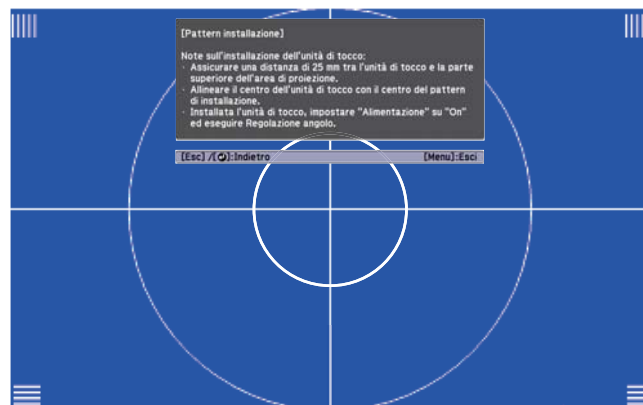 [Pattern installazione]
Note sull'installazione dell'unità di tocco:
· Assicurare una distanza di 25 mm tra l'unità di tocco e la parte
superiore dell'area di proiezione.
· Allineare il centro dell'unità di tocco con il centro del pattern
di installazione.
· Installata l'unità di tocco, impostare "Alimentazione" su "On"
ed eseguire Regolazione angolo.
[Esc] /[↵]:Indietro [Menu]:Esci